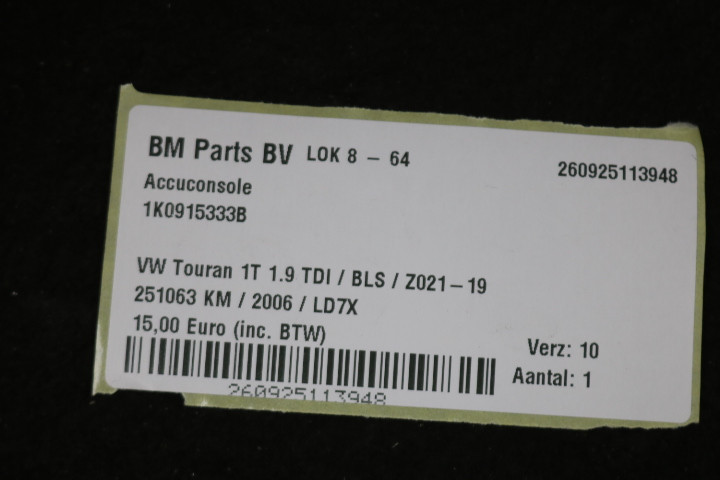 BM Parts BV LOK 8 - 64
260925113948
Accuconsole
1K0915333B
VW Touran 1T 1.9 TDI / BLS / Z021-19
251063 KM / 2006 / LD7X
15,00 Euro (inc. BTW)
Verz: 10
Aantal: 1
260925113948